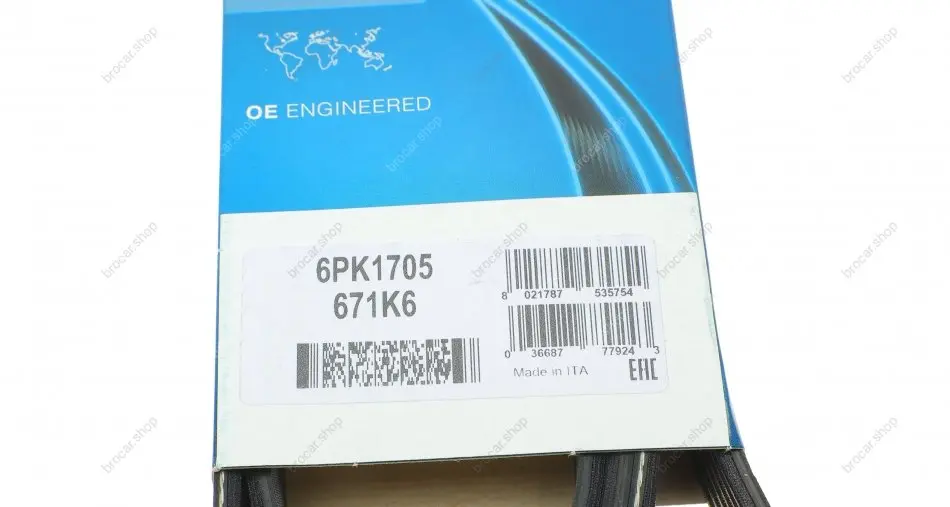 OE ENGINEERED
6PK1705
671K6
8 021787 535754
0 36687 77924 3
Made in ITA
EAC
brocar.shop